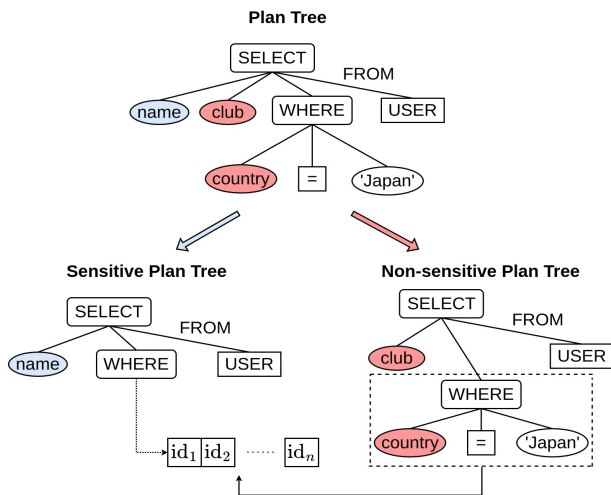 Plan Tree
SELECT
FROM
name club WHERE USER
country = 'Japan'
Sensitive Plan Tree
SELECT
FROM
name WHERE USER
id₁ id₂ ...... idₙ
Non-sensitive Plan Tree
SELECT
FROM
club USER
WHERE
country = 'Japan'